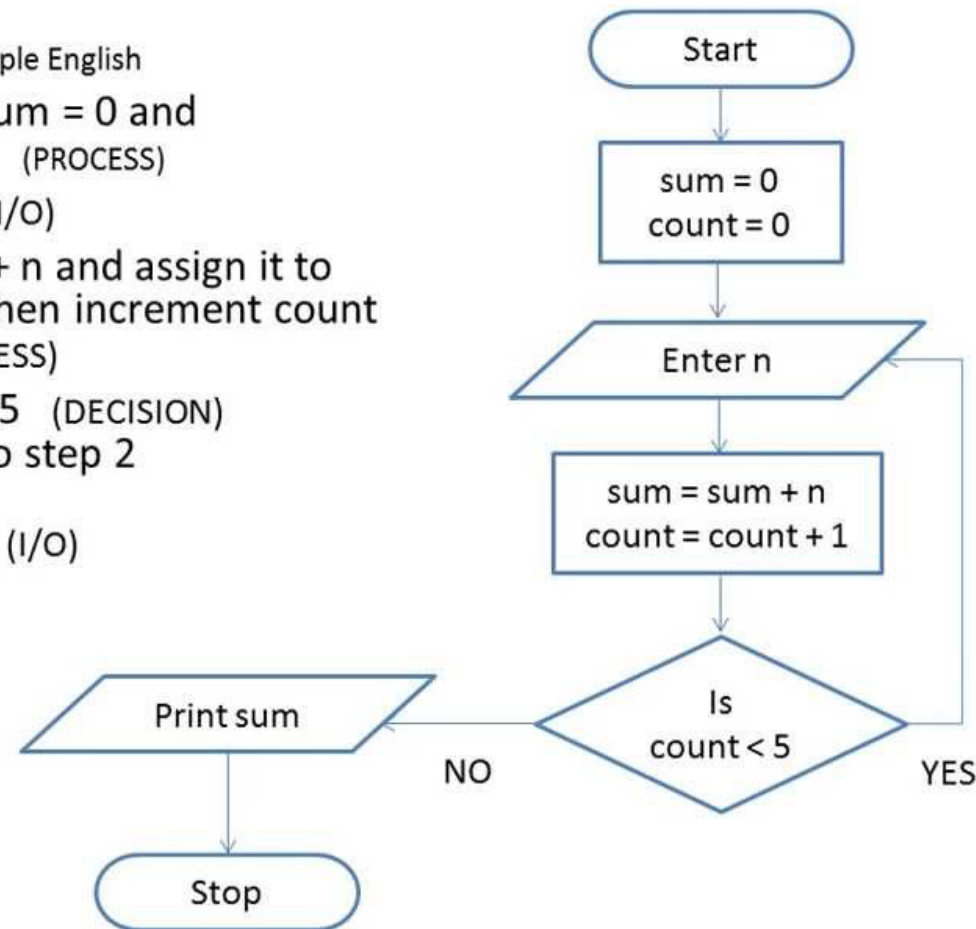 ple English
um = 0 and
(PROCESS)
I/O)
+ n and assign it to
hen increment count
ESS)
5 (DECISION)
o step 2
(I/O)
Start
sum = 0
count = 0
Enter n
sum = sum + n
count = count + 1
Is
count < 5
YES
NO
Print sum
Stop